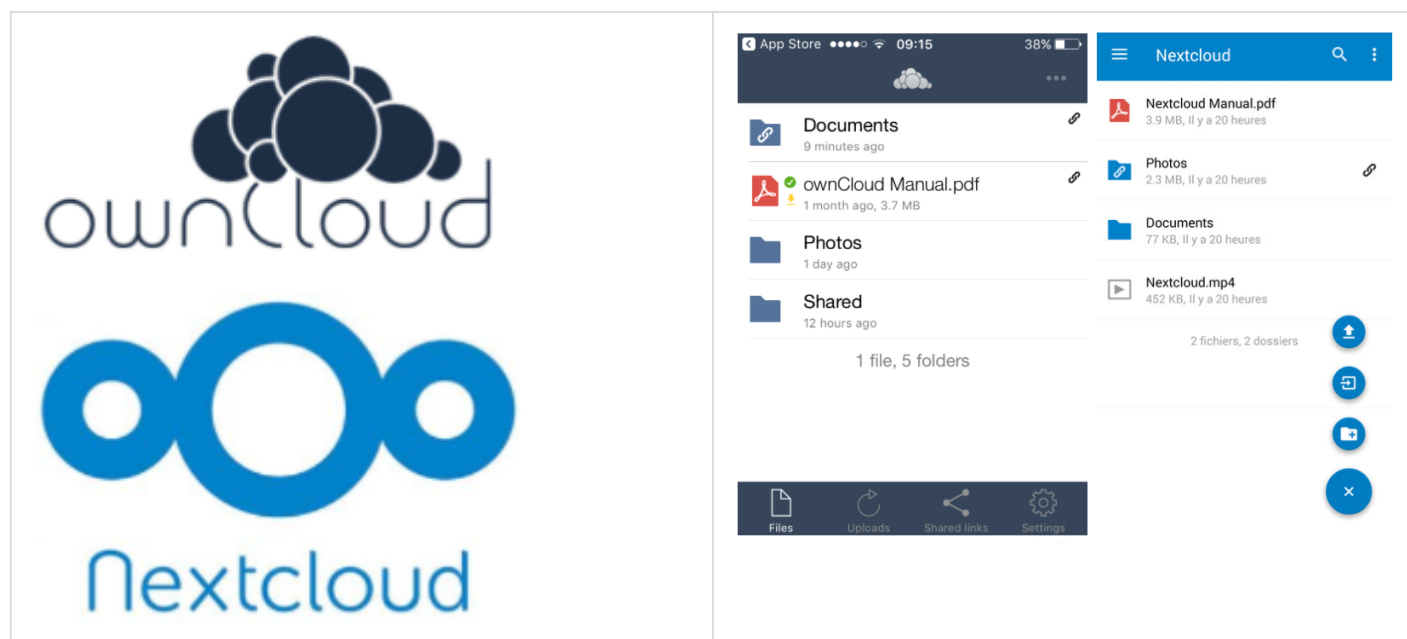 ownCloud
Nextcloud
App Store 09:15 38%
Documents
9 minutes ago
ownCloud Manual.pdf
1 month ago, 3.7 MB
Photos
1 day ago
Shared
12 hours ago
1 file, 5 folders
Files Uploads Shared links Settings
Nextcloud
Nextcloud Manual.pdf
3.9 MB, Il y a 20 heures
Photos
2.3 MB, Il y a 20 heures
Documents
77 KB, Il y a 20 heures
Nextcloud.mp4
452 KB, Il y a 20 heures
2 fichiers, 2 dossiers